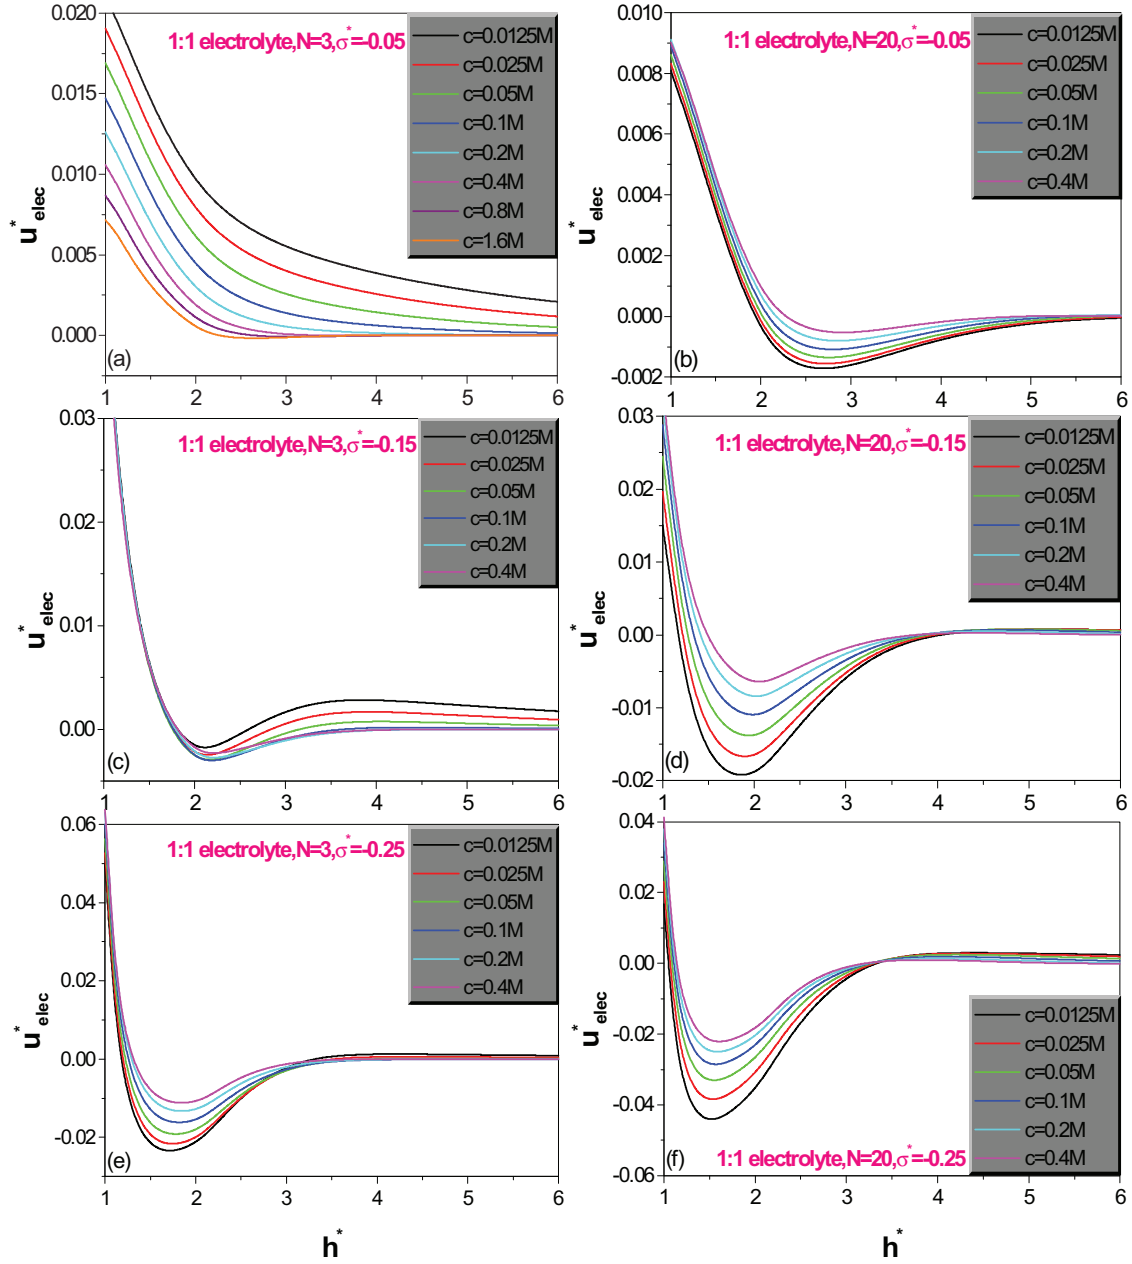 1:1 electrolyte,N=3,σ*=-0.05
c=0.0125M
c=0.025M
c=0.05M
c=0.1M
c=0.2M
c=0.4M
c=0.8M
c=1.6M
0.020
0.015
0.010
0.005
0.000
u*elec
(a)
1 2 3 4 5 6
1:1 electrolyte,N=20,σ*=-0.05
c=0.0125M
c=0.025M
c=0.05M
c=0.1M
c=0.2M
c=0.4M
0.010
0.008
0.006
0.004
0.002
0.000
-0.002
u*elec
(b)
1 2 3 4 5 6
1:1 electrolyte,N=3,σ*=-0.15
c=0.0125M
c=0.025M
c=0.05M
c=0.1M
c=0.2M
c=0.4M
0.03
0.02
0.01
0.00
u*elec
(c)
1 2 3 4 5 6
1:1 electrolyte,N=20,σ*=-0.15
c=0.0125M
c=0.025M
c=0.05M
c=0.1M
c=0.2M
c=0.4M
0.03
0.02
0.01
0.00
-0.01
-0.02
u*elec
(d)
1 2 3 4 5 6
1:1 electrolyte,N=3,σ*=-0.25
c=0.0125M
c=0.025M
c=0.05M
c=0.1M
c=0.2M
c=0.4M
0.06
0.04
0.02
0.00
-0.02
u*elec
(e)
1 2 3 4 5 6
h*
0.04
0.02
0.00
-0.02
-0.04
-0.06
u*elec
c=0.0125M
c=0.025M
c=0.05M
c=0.1M
c=0.2M
c=0.4M
(f)
1:1 electrolyte,N=20,σ*=-0.25
1 2 3 4 5 6
h*